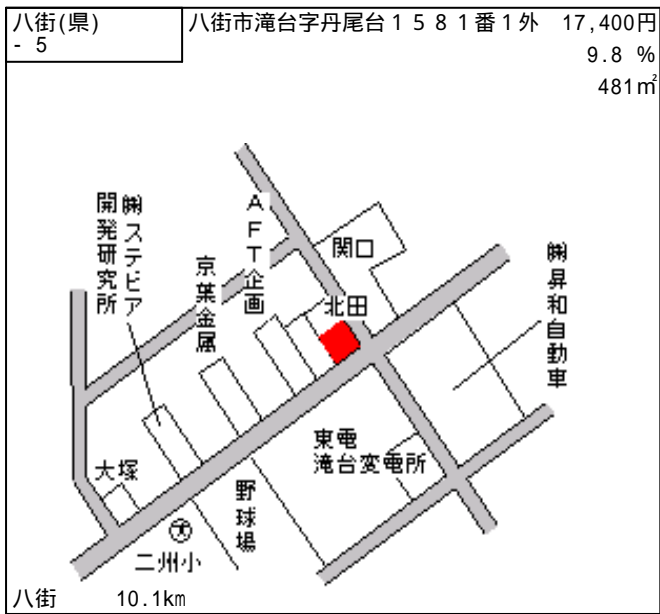 八街(県)
- 5
八街市滝台字丹尾台１５８１番１外 17,400円
9.8 %
481㎡
㈱ステビア
開発研究所
京葉金属
ＡＦＴ企画
関口
北田
㈱昇和自動車
大塚
二州小
野球場
東電
滝台変電所
八街 10.1km